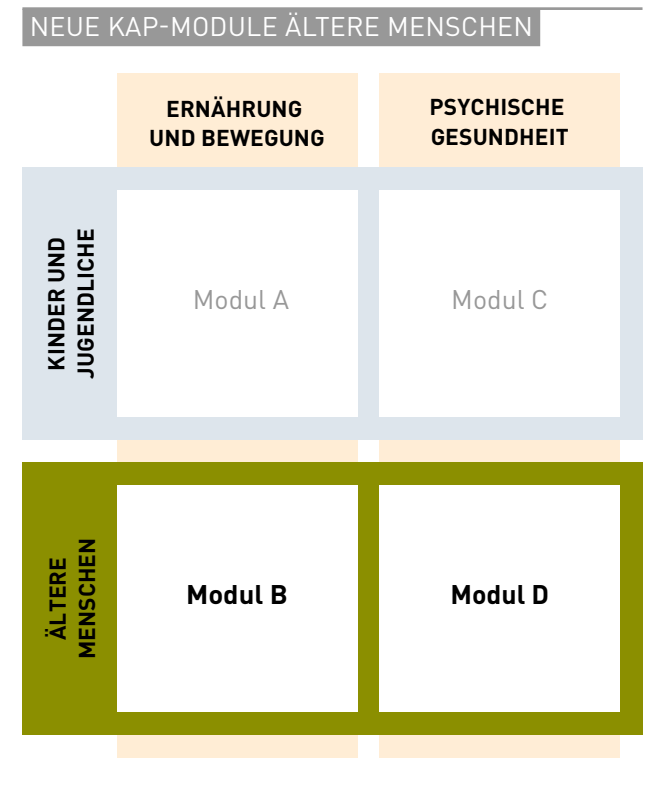 NEUE KAP-MODULE ÄLTERE MENSCHEN
ERNÄHRUNG
UND BEWEGUNG
PSYCHISCHE
GESUNDHEIT
KINDER UND
JUGENDLICHE
Modul A
Modul C
ÄLTERE
MENSCHEN
Modul B
Modul D